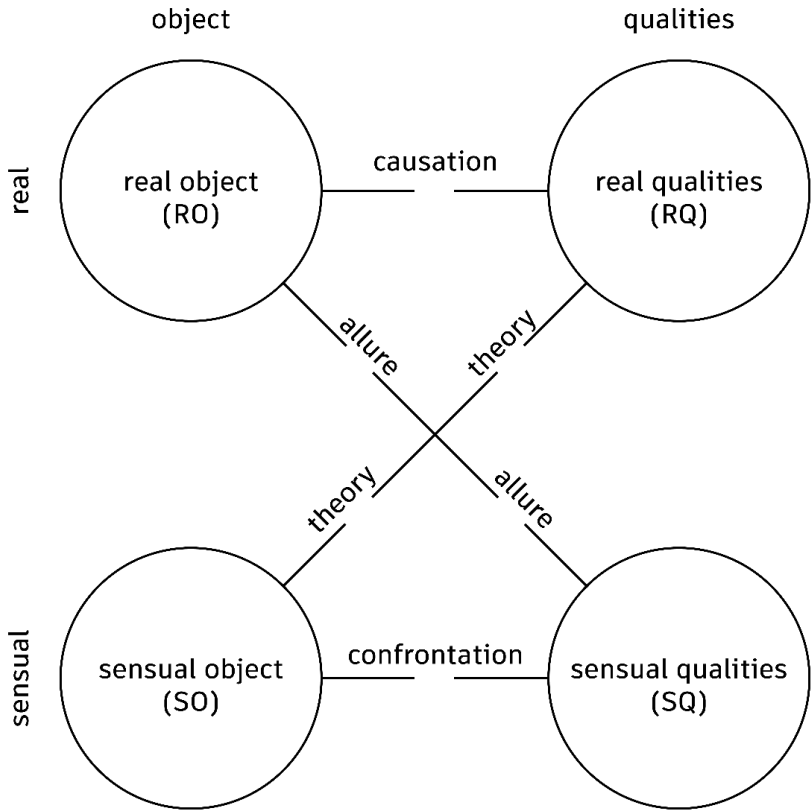 object
qualities
real
real object
(RO)
causation
real qualities
(RQ)
allure
theory
theory
allure
sensual
sensual object
(SO)
confrontation
sensual qualities
(SQ)